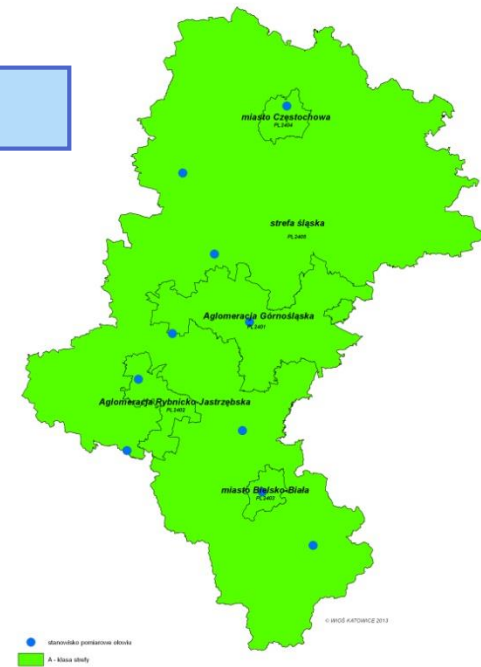 miasto Częstochowa
PL2404
strefa śląska
PL2405
Aglomeracja Górnośląska
PL2401
Aglomeracja Rybnicko-Jastrzębska
PL2402
miasto Bielsko-Biała
PL2403
© WIOŚ KATOWICE 2013
stanowisko pomiarowe ołowiu
A - klasa strefy